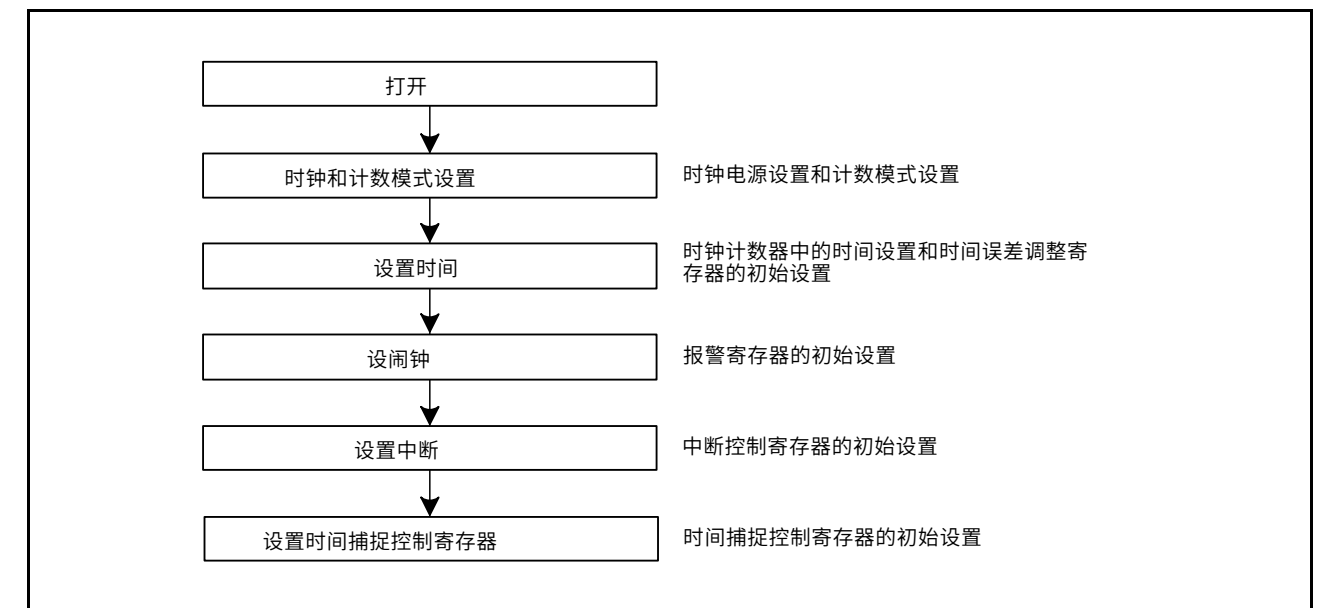 打开
时钟和计数模式设置
时钟电源设置和计数模式设置
设置时间
时钟计数器中的时间设置和时间误差调整寄
存器的初始设置
设闹钟
报警寄存器的初始设置
设置中断
中断控制寄存器的初始设置
设置时间捕捉控制寄存器
时间捕捉控制寄存器的初始设置